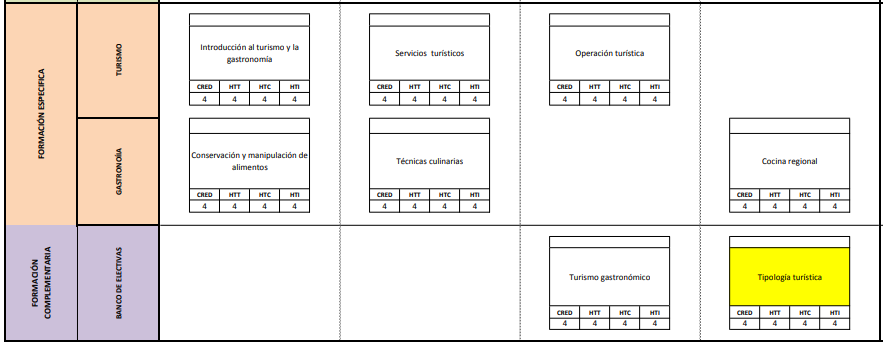 FORMACIÓN ESPECIFICA
TURISMO
Introducción al turismo y la
gastronomía
CRED HTT HTC HTI
4 4 4 4
Servicios turísticos
CRED HTT HTC HTI
4 4 4 4
Operación turística
CRED HTT HTC HTI
4 4 4 4
GASTRONOÍA
Conservación y manipulación de
alimentos
CRED HTT HTC HTI
4 4 4 4
Técnicas culinarias
CRED HTT HTC HTI
4 4 4 4
Cocina regional
CRED HTT HTC HTI
4 4 4 4
FORMACIÓN
COMPLEMENTARIA
BANCO DE ELECTIVAS
Turismo gastronómico
CRED HTT HTC HTI
4 4 4 4
Tipología turística
CRED HTT HTC HTI
4 4 4 4